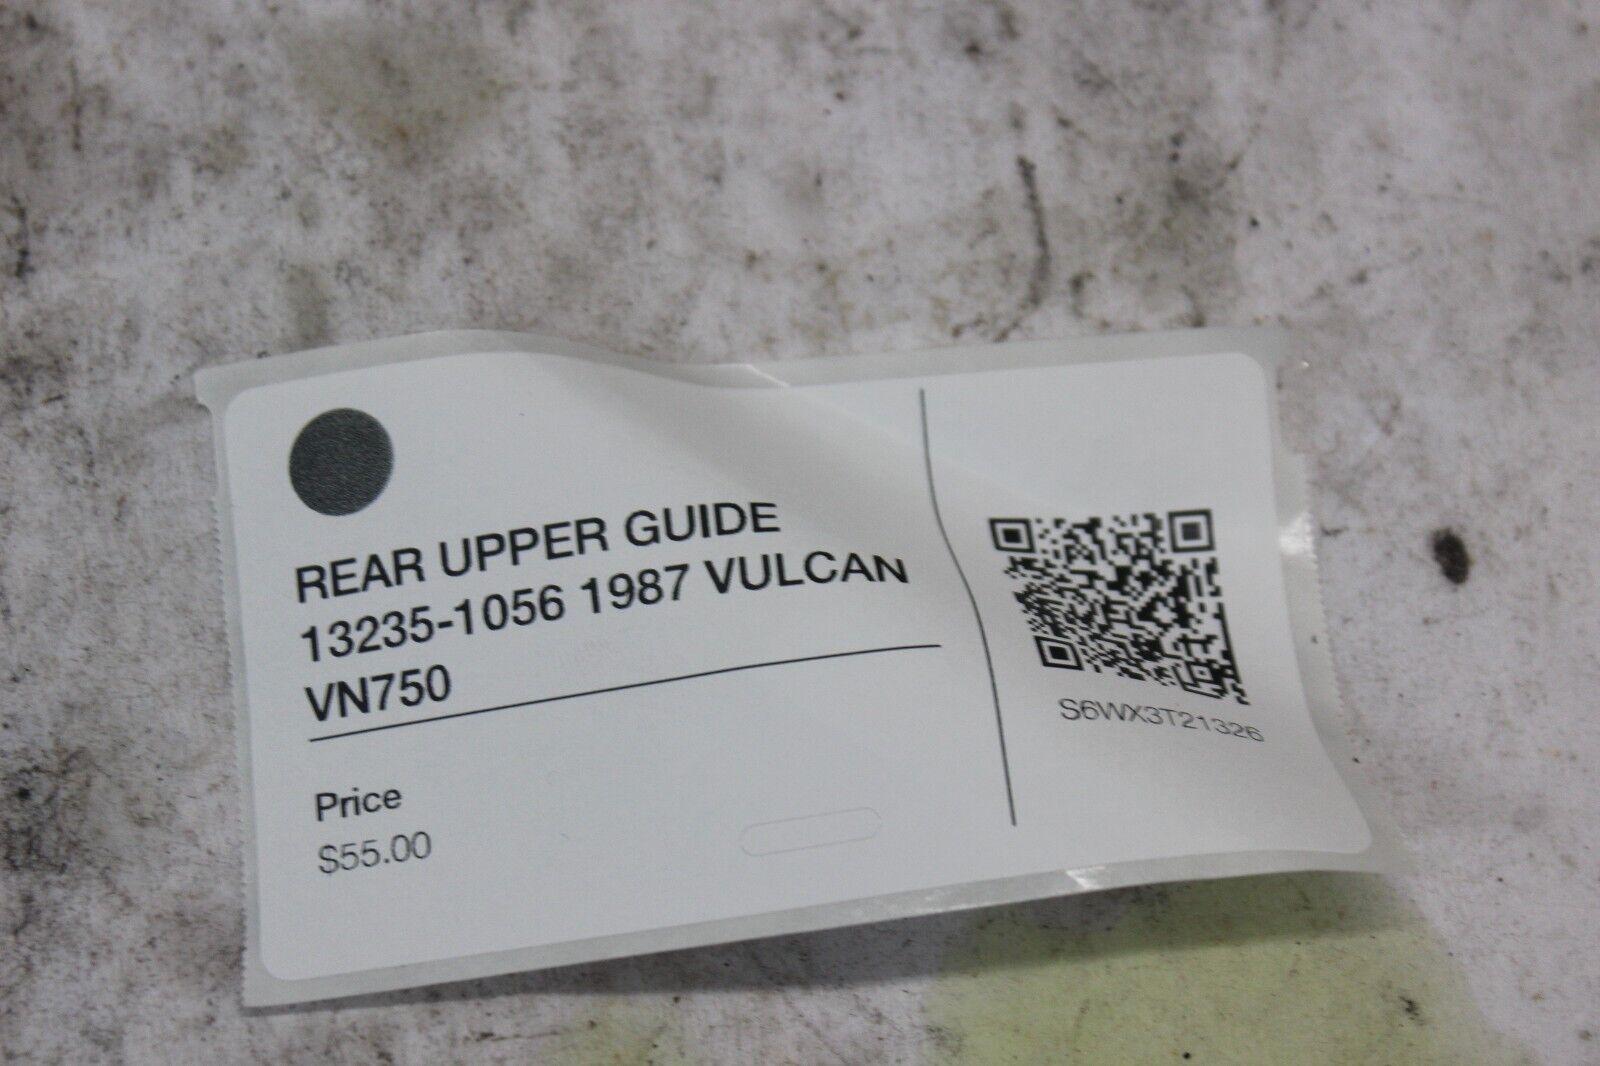 REAR UPPER GUIDE
13235-1056 1987 VULCAN
VN750
Price
$55.00
S6WX3T21326